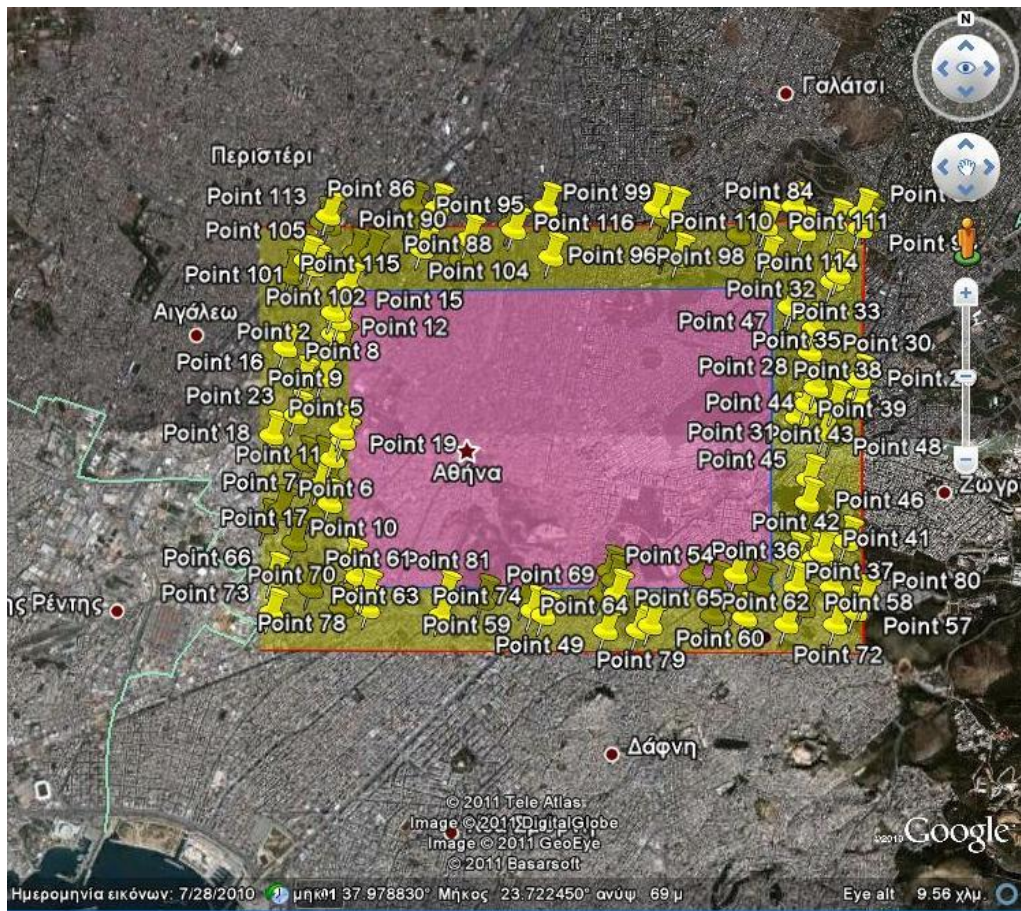 N
Γαλάτσι
Περιστέρι
Point 113
Point 86
Point 95
Point 99
Point 84
Point
Point 105
Point 90
Point 116
Point 110
Point 111
Point 88
Point 101
Point 115
Point 104
Point 96
Point 98
Point 114
Point 9
Point 102
Point 15
Point 32
Αιγάλεω
Point 2
Point 12
Point 47
Point 33
Point 16
Point 8
Point 35
Point 30
Point 23
Point 9
Point 28
Point 38
Point 2
Point 5
Point 44
Point 39
Point 18
Point 19
Point 31
Point 43
Point 48
Point 11
Αθήνα
Point 45
Point 7
Point 6
Ζωγρ
Point 46
Point 17
Point 10
Point 42
Point 41
Point 66
Point 61
Point 81
Point 54
Point 36
Point 70
Point 69
Point 37
Point 80
Point 73
Point 63
Point 74
Point 64
Point 65
Point 62
Point 58
ης Ρέντης
Point 78
Point 59
Point 60
Point 57
Point 49
Point 79
Point 72
Δάφνη
© 2011 Tele Atlas
Image © 2011 DigitalGlobe
Image © 2011 GeoEye
© 2011 Basarsoft
©2010 Google
Ημερομηνία εικόνων: 7/28/2010
37.978830° Μήκος 23.722450° ανύψ 69 μ
Eye alt 9.56 χλμ.